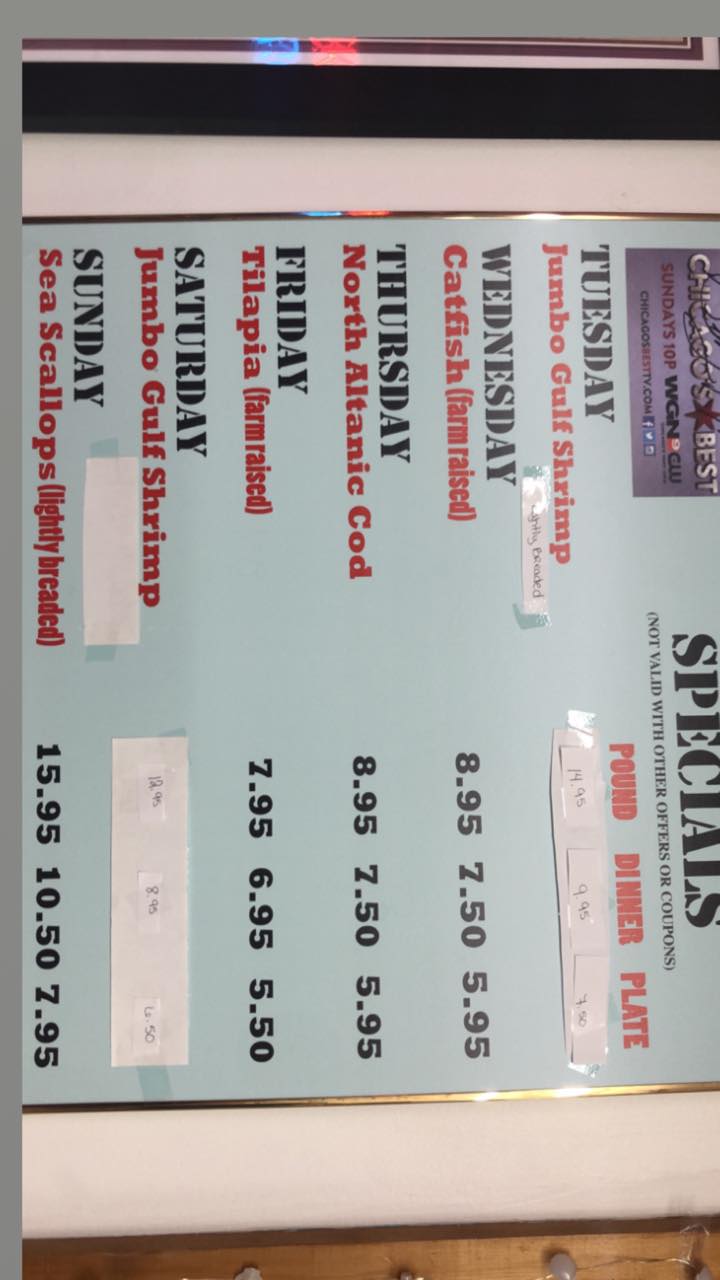 CHICAGO'S BEST
SUNDAYS 10P WGN9 CW
CHICAGOSBESTTV.COM
SPECIALS
(NOT VALID WITH OTHER OFFERS OR COUPONS)
POUND DINNER PLATE
TUESDAY
Jumbo Gulf Shrimp 14.95 9.95 7.50
Lightly Breaded
WEDNESDAY
Catfish (farm raised) 8.95 7.50 5.95
THURSDAY
North Altanic Cod 8.95 7.50 5.95
FRIDAY
Tilapia (farm raised) 7.95 6.95 5.50
SATURDAY
Jumbo Gulf Shrimp 12.95 8.95 6.50
SUNDAY
Sea Scallops (lightly breaded) 15.95 10.50 7.95